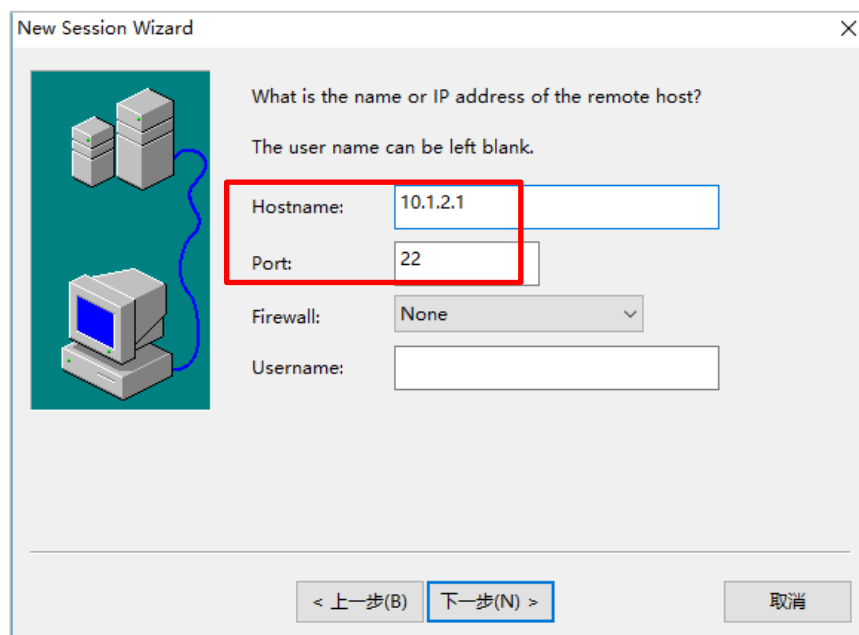 New Session Wizard
What is the name or IP address of the remote host?
The user name can be left blank.
Hostname: 10.1.2.1
Port: 22
Firewall: None
Username:
< 上一步(B) 下一步(N) > 取消